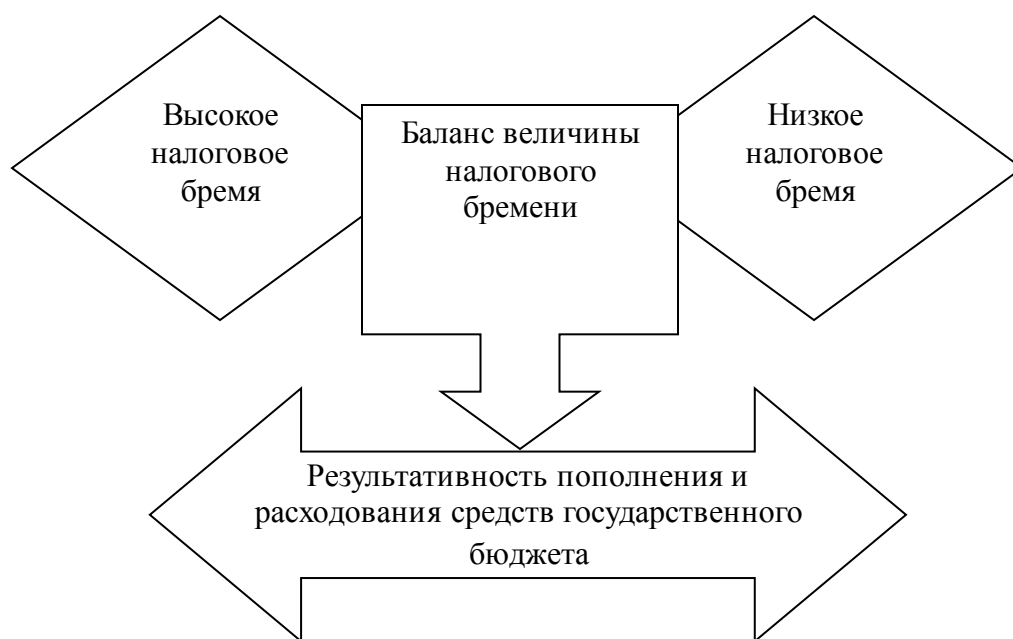 Высокое
налоговое
бремя
Баланс величины
налогового
бремени
Низкое
налоговое
бремя
Результативность пополнения и
расходования средств государственного
бюджета